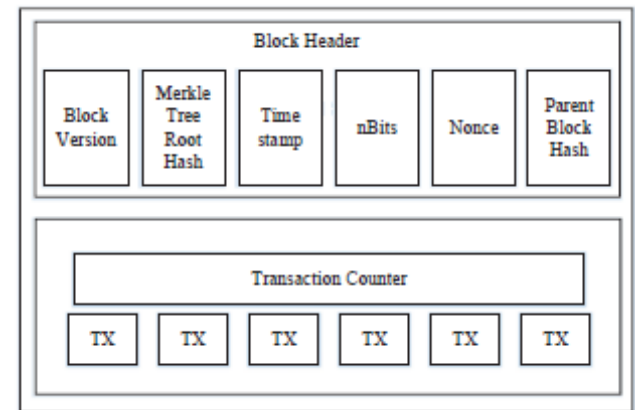 Block Header
Block
Version
Merkle
Tree
Root
Hash
Time
stamp
nBits
Nonce
Parent
Block
Hash
Transaction Counter
TX
TX
TX
TX
TX
TX